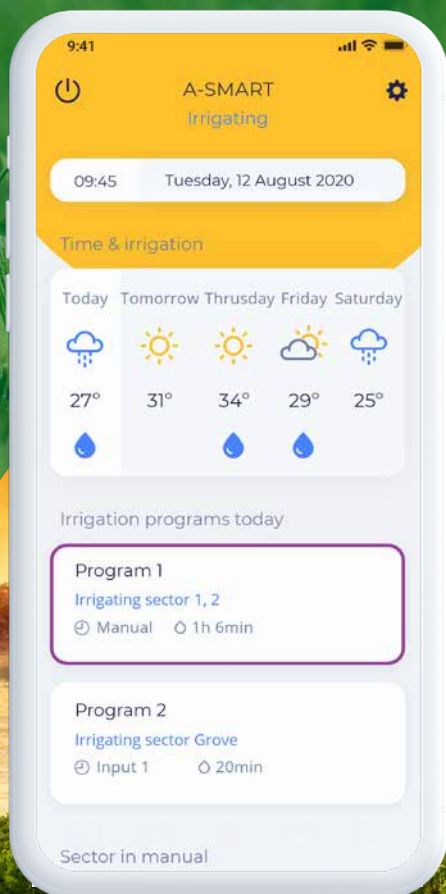 9:41
A-SMART
Irrigating
09:45 Tuesday, 12 August 2020
Time & irrigation
Today Tomorrow Thrusday Friday Saturday
27° 31° 34° 29° 25°
Irrigation programs today
Program 1
Irrigating sector 1, 2
Manual 1h 6min
Program 2
Irrigating sector Grove
Input 1 20min
Sector in manual